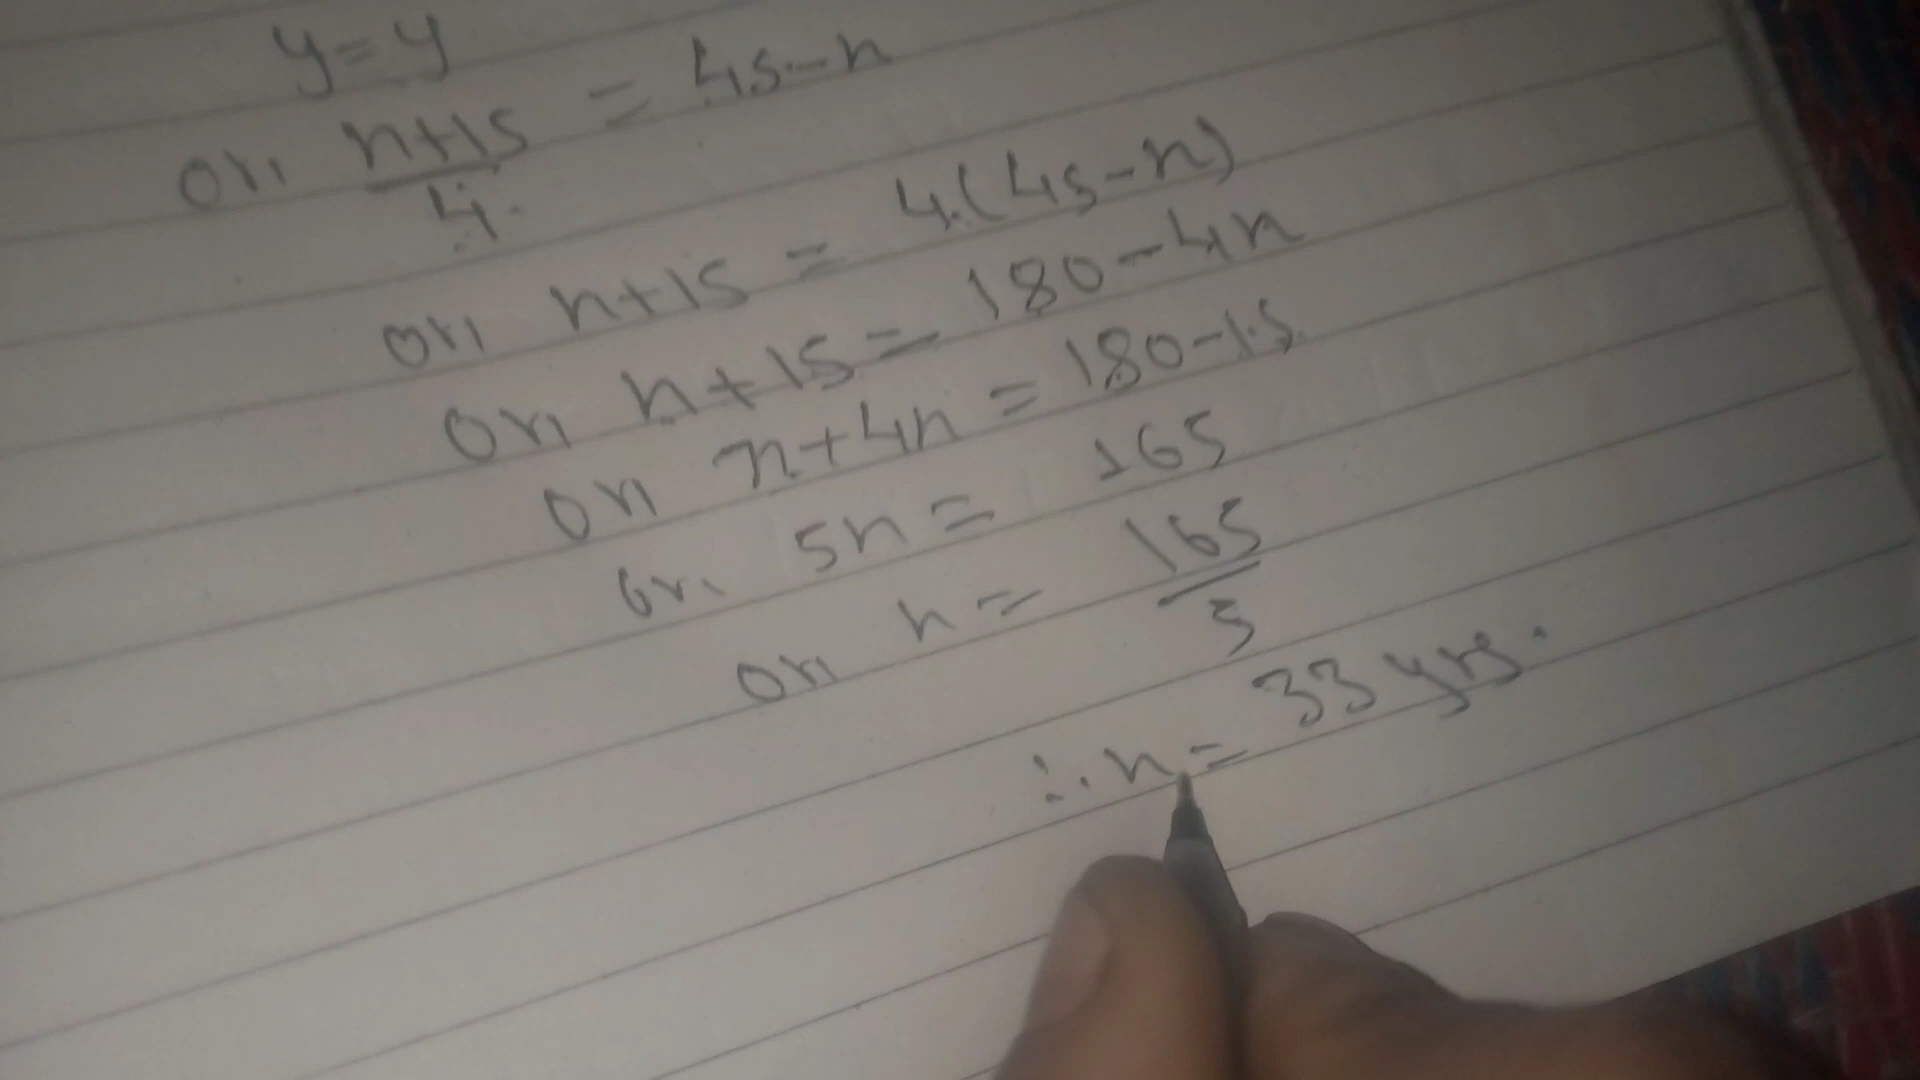 y=y
or, n+15/4 = 45-n
or, n+15 = 4(45-n)
or, n+15 = 180-4n
or, n+4n = 180-15
or, 5n = 165
or, n = 165/5
∴ n = 33 yrs.